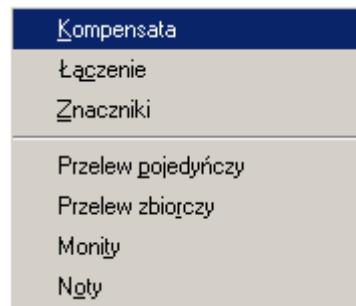 Kompensata
Łączenie
Znaczniki
Przelew pojedyńczy
Przelew zbiorczy
Monity
Noty